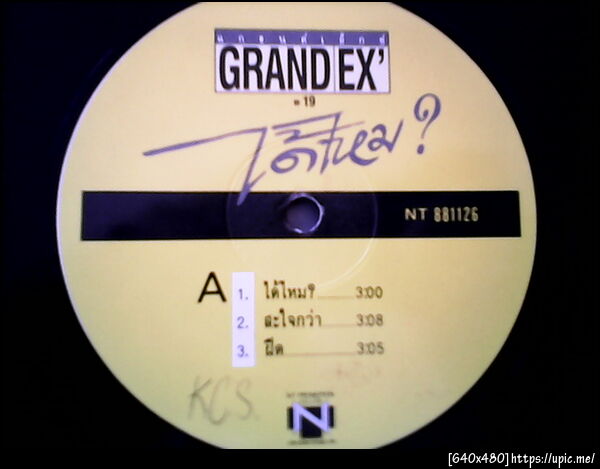 แกรนด์เอ็กซ์
GRAND EX'
19
ได้ไหม?
NT 881126
A
1. ได้ไหม? 3:00
2. สะใจกว่า 3:08
3. ฝืด 3:05
KCS.
N
[640x480]https://upic.me/